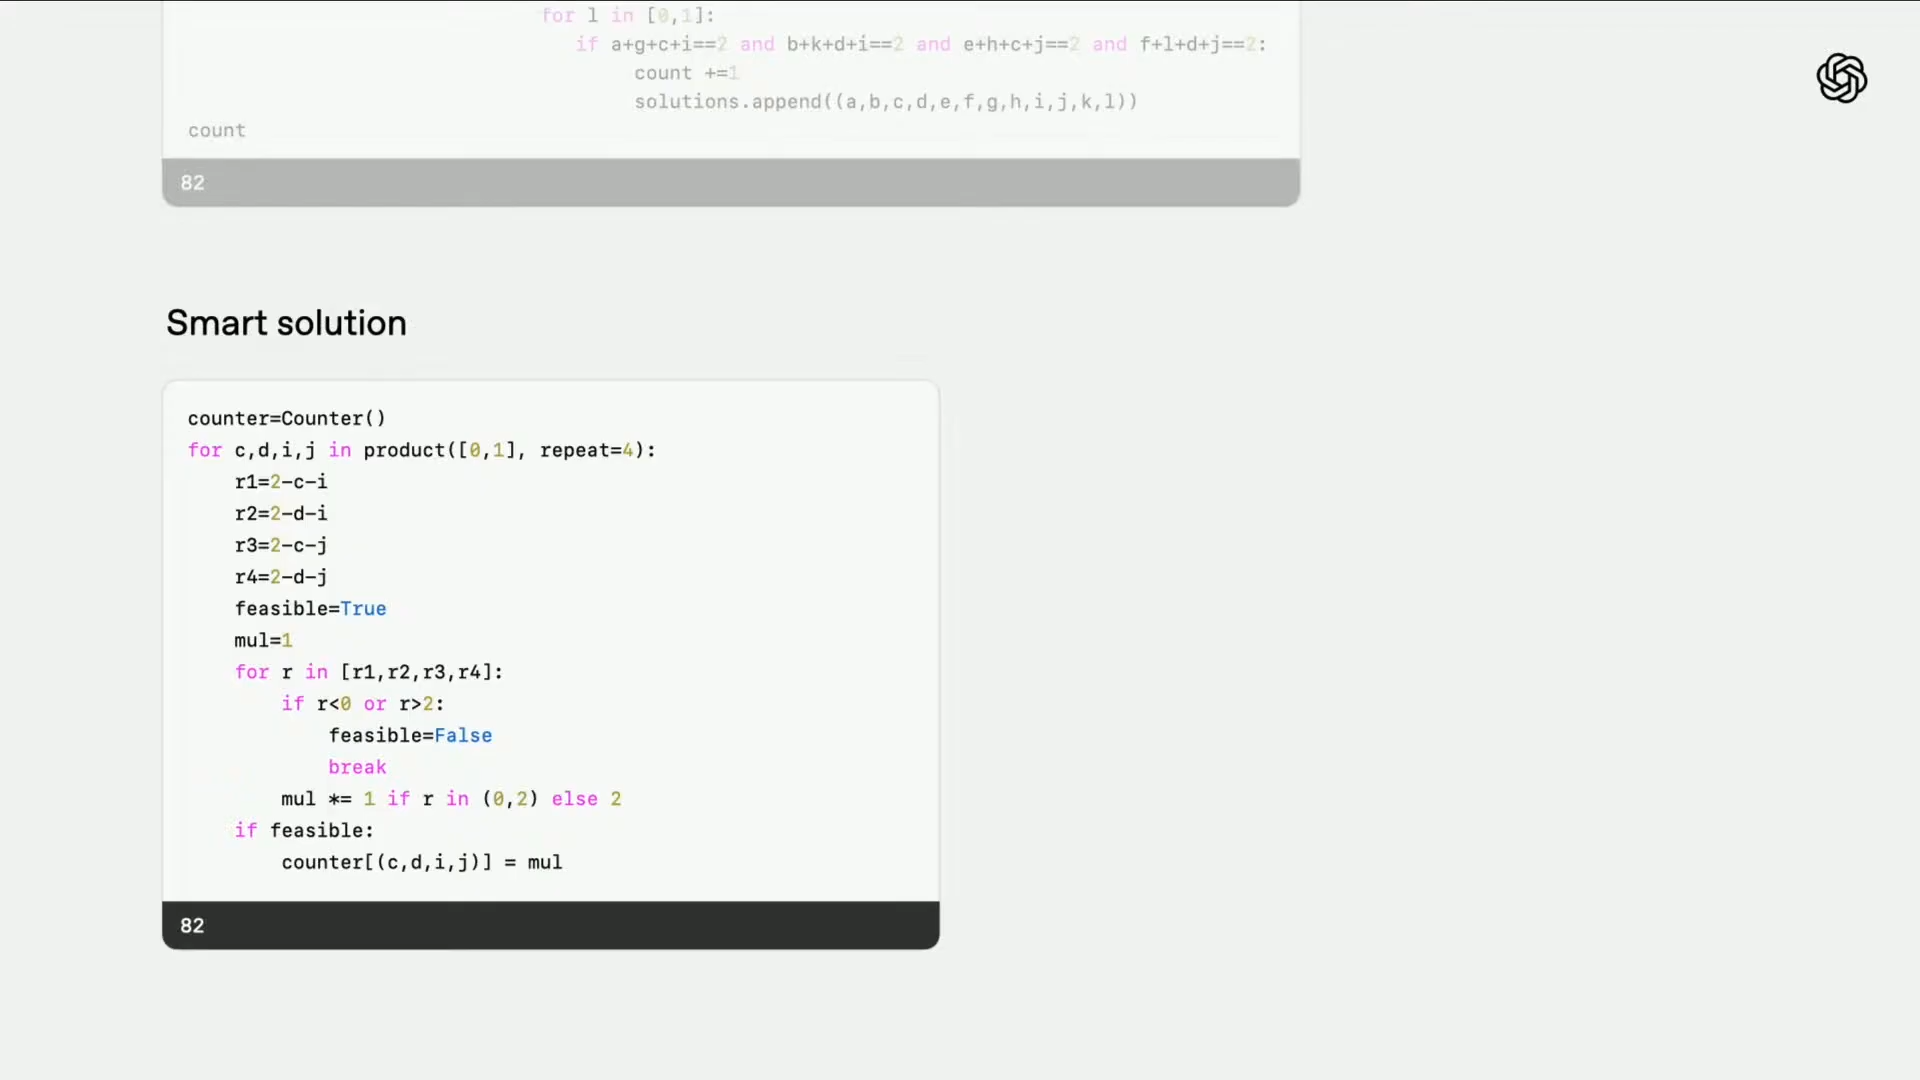 for l in [0,1]:
if a+g+c+i==2 and b+k+d+i==2 and e+h+c+j==2 and f+l+d+j==2:
count +=1
solutions.append((a,b,c,d,e,f,g,h,i,j,k,l))
count
82
Smart solution
counter=Counter()
for c,d,i,j in product([0,1], repeat=4):
r1=2-c-i
r2=2-d-i
r3=2-c-j
r4=2-d-j
feasible=True
mul=1
for r in [r1,r2,r3,r4]:
if r<0 or r>2:
feasible=False
break
mul *= 1 if r in (0,2) else 2
if feasible:
counter[(c,d,i,j)] = mul
82